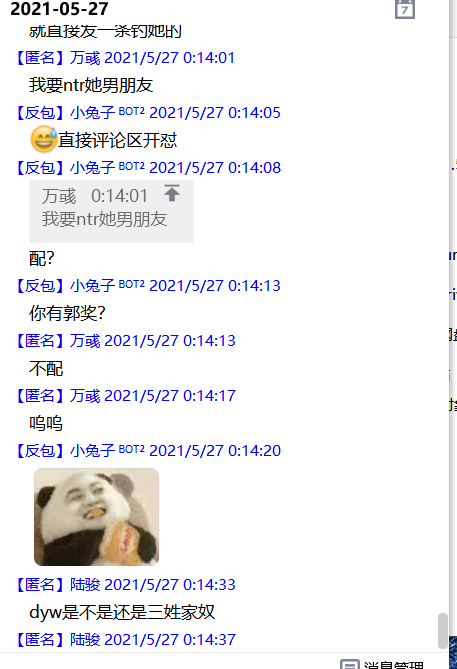 2021-05-27
就直接发一条钓她的
【匿名】万彧 2021/5/27 0:14:01
我要ntr她男朋友
【反包】小兔子 BOT² 2021/5/27 0:14:05
直接评论区开怼
【反包】小兔子 BOT² 2021/5/27 0:14:08
万彧 0:14:01
我要ntr她男朋友
配?
【反包】小兔子 BOT² 2021/5/27 0:14:13
你有郭奖?
【匿名】万彧 2021/5/27 0:14:13
不配
【匿名】万彧 2021/5/27 0:14:17
呜呜
【反包】小兔子 BOT² 2021/5/27 0:14:20
【匿名】陆骏 2021/5/27 0:14:33
dyw是不是还是三姓家奴
【匿名】陆骏 2021/5/27 0:14:37
消息管理